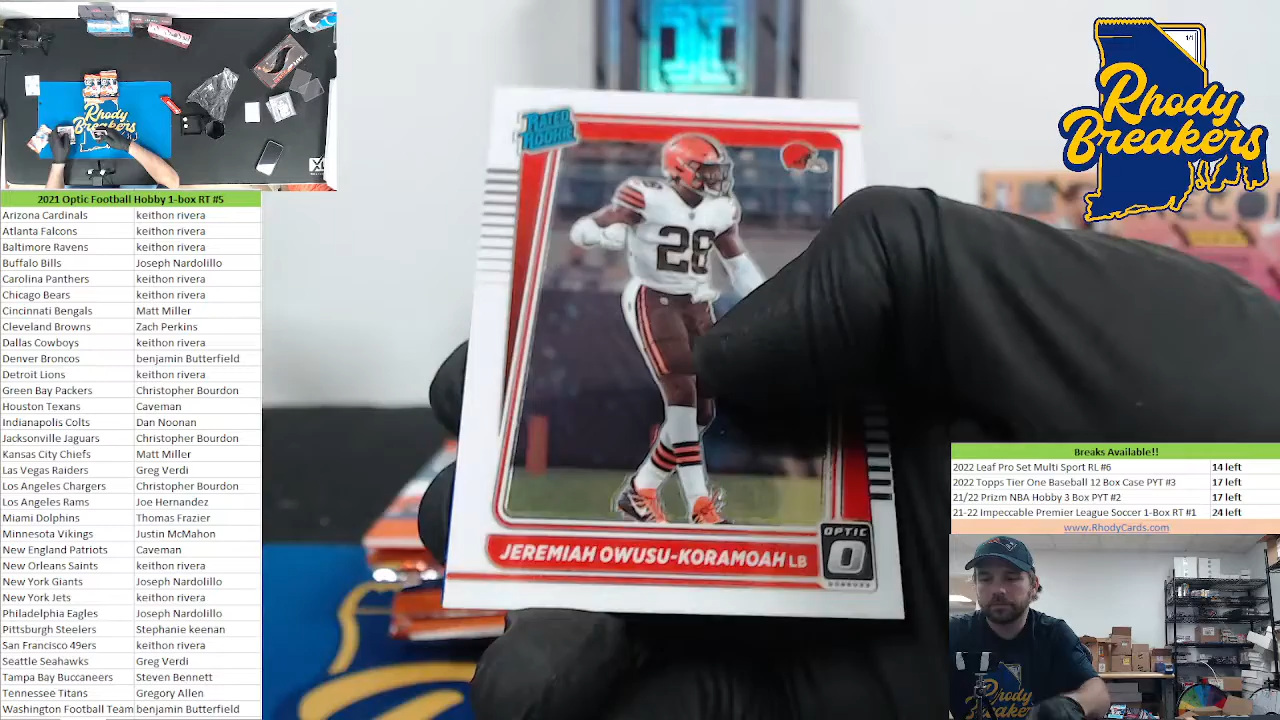 Rhody
Breakers
1/1
Rhody
Breakers
2021 Optic Football Hobby 1-box RT #5
Arizona Cardinals keithon rivera
Atlanta Falcons keithon rivera
Baltimore Ravens keithon rivera
Buffalo Bills Joseph Nardolillo
Carolina Panthers keithon rivera
Chicago Bears keithon rivera
Cincinnati Bengals Matt Miller
Cleveland Browns Zach Perkins
Dallas Cowboys keithon rivera
Denver Broncos benjamin Butterfield
Detroit Lions keithon rivera
Green Bay Packers Christopher Bourdon
Houston Texans Caveman
Indianapolis Colts Dan Noonan
Jacksonville Jaguars Christopher Bourdon
Kansas City Chiefs Matt Miller
Las Vegas Raiders Greg Verdi
Los Angeles Chargers Christopher Bourdon
Los Angeles Rams Joe Hernandez
Miami Dolphins Thomas Frazier
Minnesota Vikings Justin McMahon
New England Patriots Caveman
New Orleans Saints keithon rivera
New York Giants Joseph Nardolillo
New York Jets keithon rivera
Philadelphia Eagles Joseph Nardolillo
Pittsburgh Steelers Stephanie keenan
San Francisco 49ers keithon rivera
Seattle Seahawks Greg Verdi
Tampa Bay Buccaneers Steven Bennett
Tennessee Titans Gregory Allen
Washington Football Team benjamin Butterfield
RATED
ROOKIE
28
28
JEREMIAH OWUSU-KORAMOAH LB
OPTIC
DONRUSS
Breaks Available!!
2022 Leaf Pro Set Multi Sport RL #6 14 left
2022 Topps Tier One Baseball 12 Box Case PYT #3 17 left
21/22 Prizm NBA Hobby 3 Box PYT #2 17 left
21-22 Impeccable Premier League Soccer 1-Box RT #1 24 left
www.RhodyCards.com
Rhody
Breakers